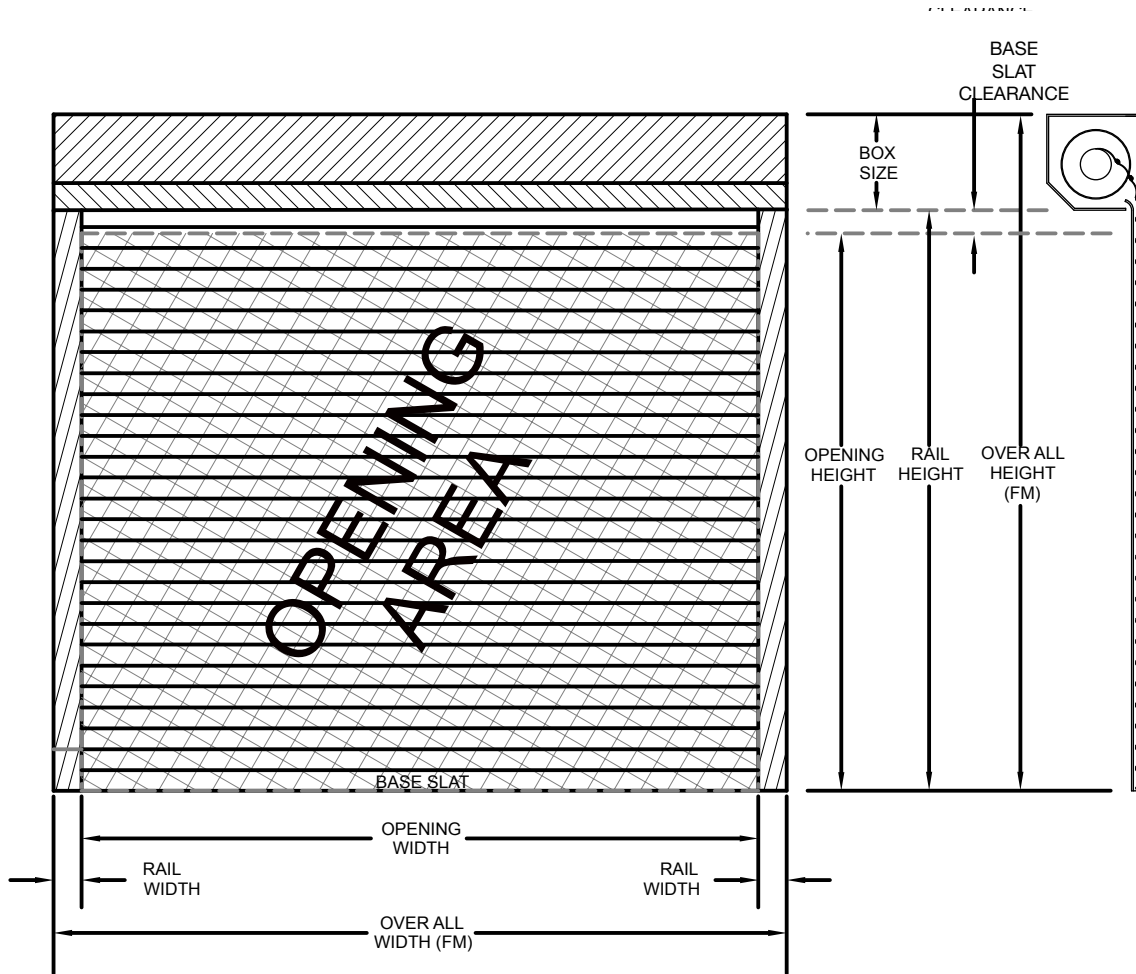 BASE
SLAT
CLEARANCE
BOX
SIZE
OPENING
HEIGHT
RAIL
HEIGHT
OVER ALL
HEIGHT
(FM)
OPENING
AREA
BASE SLAT
OPENING
WIDTH
RAIL
WIDTH
RAIL
WIDTH
OVER ALL
WIDTH (FM)